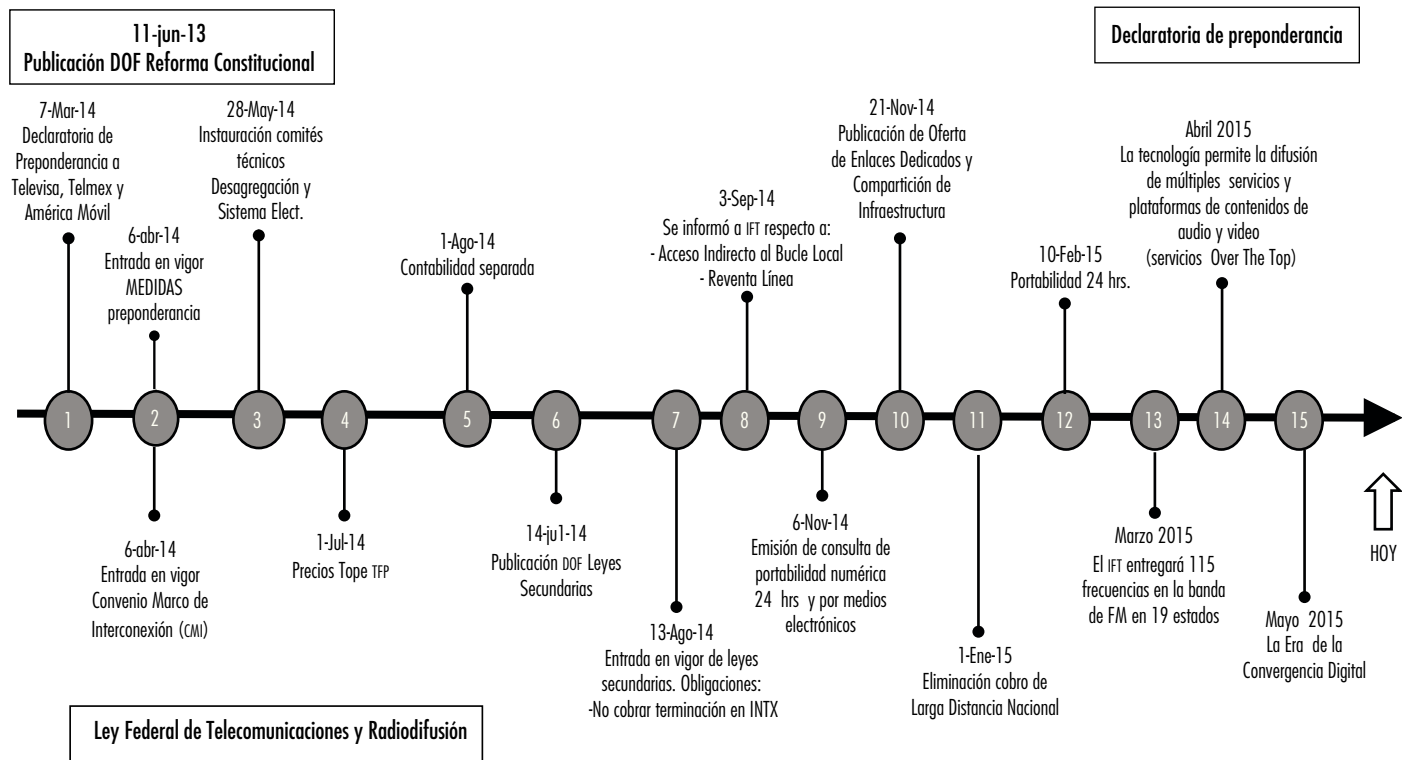 11-jun-13
Publicación DOF Reforma Constitucional
Declaratoria de preponderancia
7-Mar-14
Declaratoria de
Preponderancia a
Televisa, Telmex y
América Móvil
6-abr-14
Entrada en vigor
MEDIDAS
preponderancia
28-May-14
Instauración comités
técnicos
Desagregación y
Sistema Elect.
1-Ago-14
Contabilidad separada
3-Sep-14
Se informó a IFT respecto a:
- Acceso Indirecto al Bucle Local
- Reventa Línea
21-Nov-14
Publicación de Oferta
de Enlaces Dedicados y
Compartición de
Infraestructura
10-Feb-15
Portabilidad 24 hrs.
Abril 2015
La tecnología permite la difusión
de múltiples servicios y
plataformas de contenidos de
audio y video
(servicios Over The Top)
1
2
3
4
5
6
7
8
9
10
11
12
13
14
15
6-abr-14
Entrada en vigor
Convenio Marco de
Interconexión (CMI)
1-Jul-14
Precios Tope TFP
14-ju1-14
Publicación DOF Leyes
Secundarias
13-Ago-14
Entrada en vigor de leyes
secundarias. Obligaciones:
-No cobrar terminación en INTX
6-Nov-14
Emisión de consulta de
portabilidad numérica
24 hrs y por medios
electrónicos
1-Ene-15
Eliminación cobro de
Larga Distancia Nacional
Marzo 2015
El IFT entregará 115
frecuencias en la banda
de FM en 19 estados
Mayo 2015
La Era de la
Convergencia Digital
HOY
Ley Federal de Telecomunicaciones y Radiodifusión